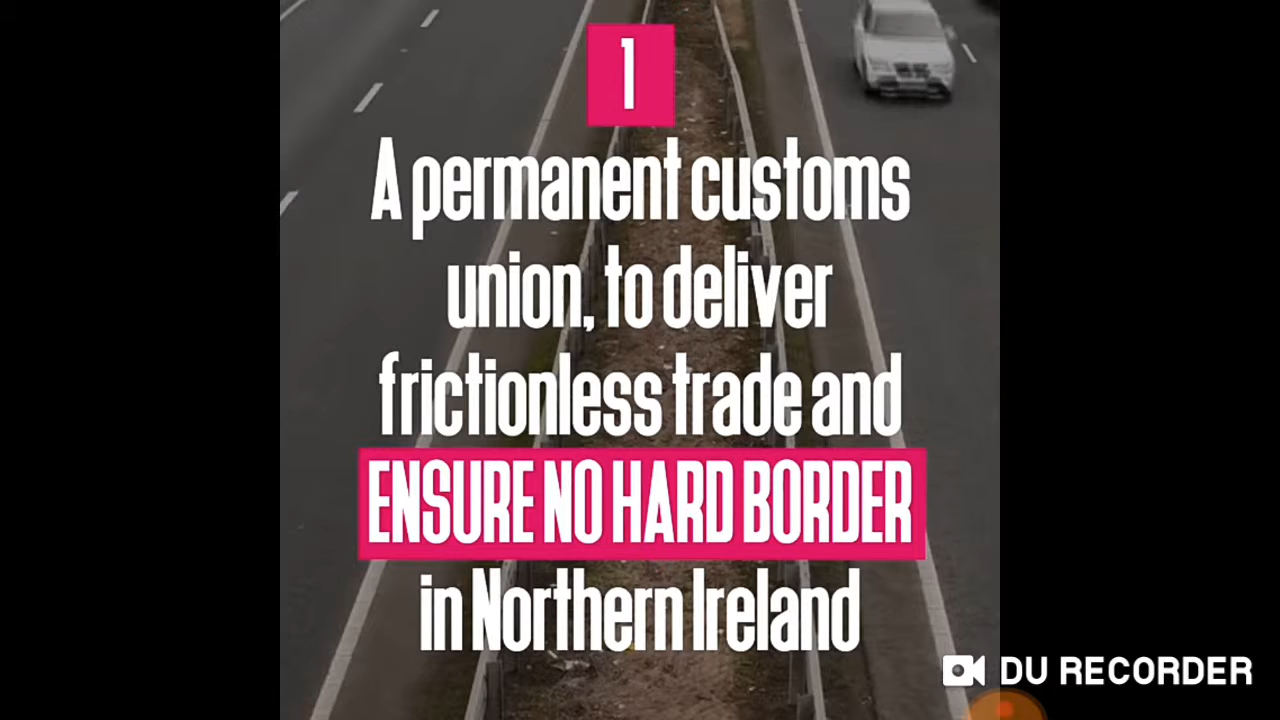 1
A permanent customs
union, to deliver
frictionless trade and
ENSURE NO HARD BORDER
in Northern Ireland
DU RECORDER